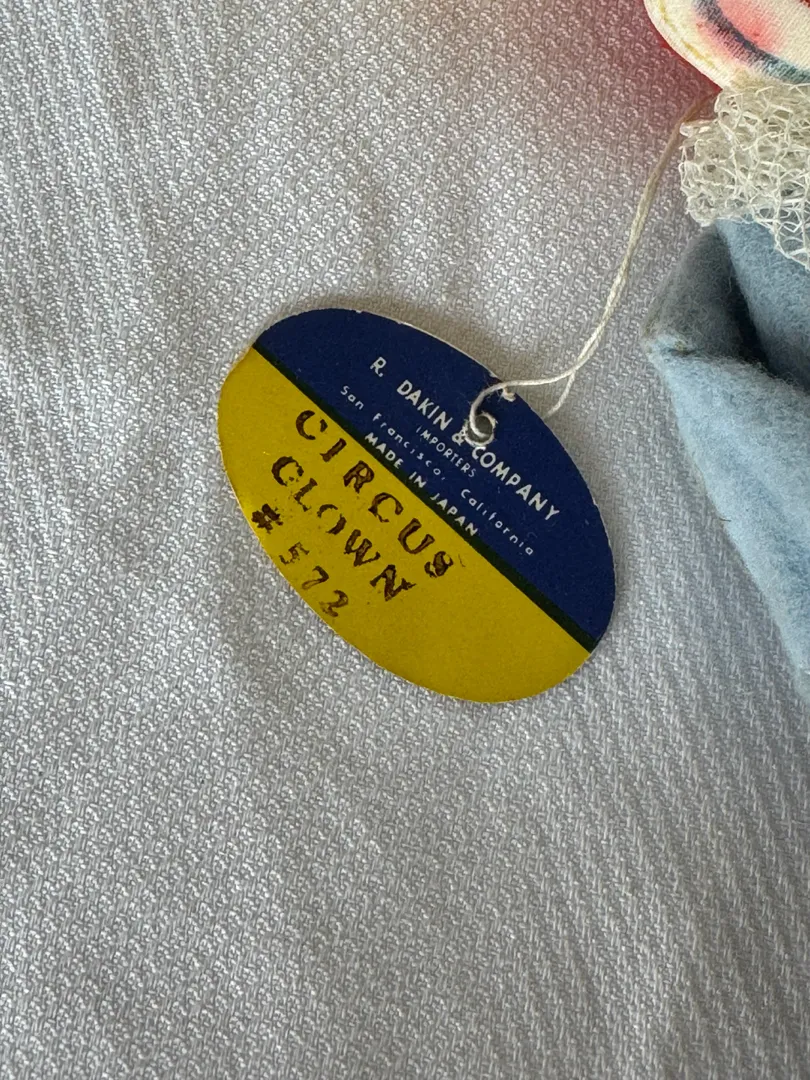 R. DAKIN & COMPANY
IMPORTERS
San Francisco, California
MADE IN JAPAN
CIRCUS
CLOWN
# 572